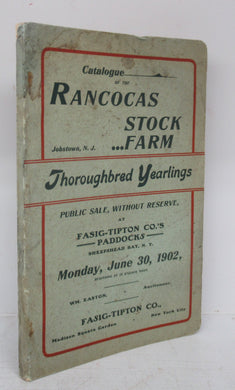 Catalogue
OF THE
RANCOCAS
STOCK
Jobstown, N. J.
...FARM
Thoroughbred Yearlings
PUBLIC SALE, WITHOUT RESERVE,
AT
FASIG-TIPTON CO.'S
PADDOCKS
SHEEPSHEAD BAY, N. Y.
Monday, June 30, 1902,
WM. EASTON, Auctioneer.
FASIG-TIPTON CO.,
Madison Square Garden New York City